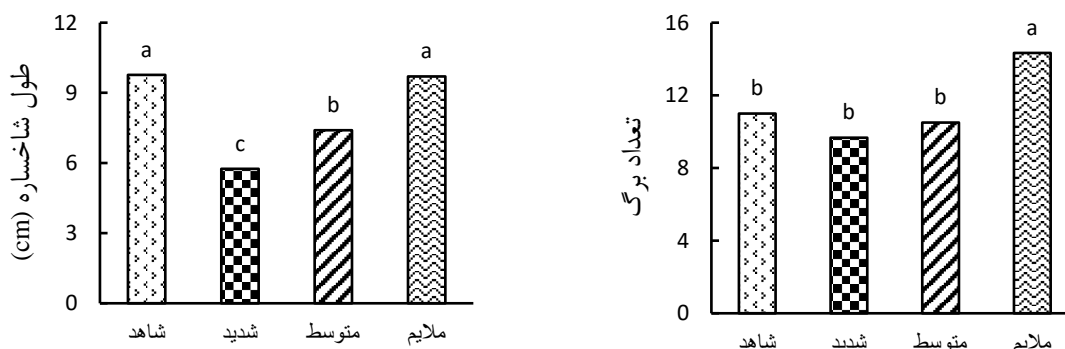 طول شاخساره (cm))
12
9
6
3
0
a
c
b
a
شاهد
شدید
متوسط
ملایم
تعداد برگ
16
12
8
4
0
b
b
b
a
شاهد
شدید
متوسط
ملایم